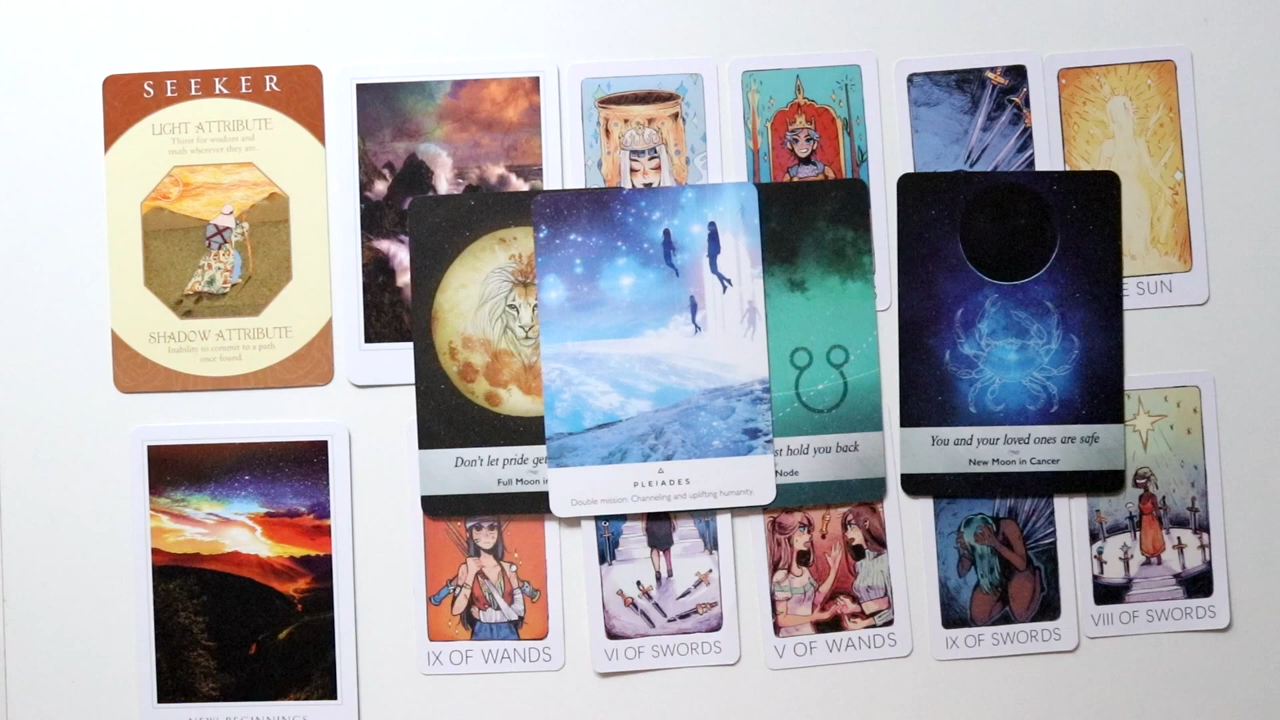 SEEKER
LIGHT ATTRIBUTE
Thirst for wisdom and
truth wherever they are.
SHADOW ATTRIBUTE
Inability to commit to a path
once found.
E SUN
Don't let pride get
Full Moon in
PLEIADES
Double mission: Channeling and uplifting humanity.
st hold you back
Node
You and your loved ones are safe
New Moon in Cancer
IX OF WANDS
VI OF SWORDS
V OF WANDS
IX OF SWORDS
VIII OF SWORDS
NEW BEGINNINGS